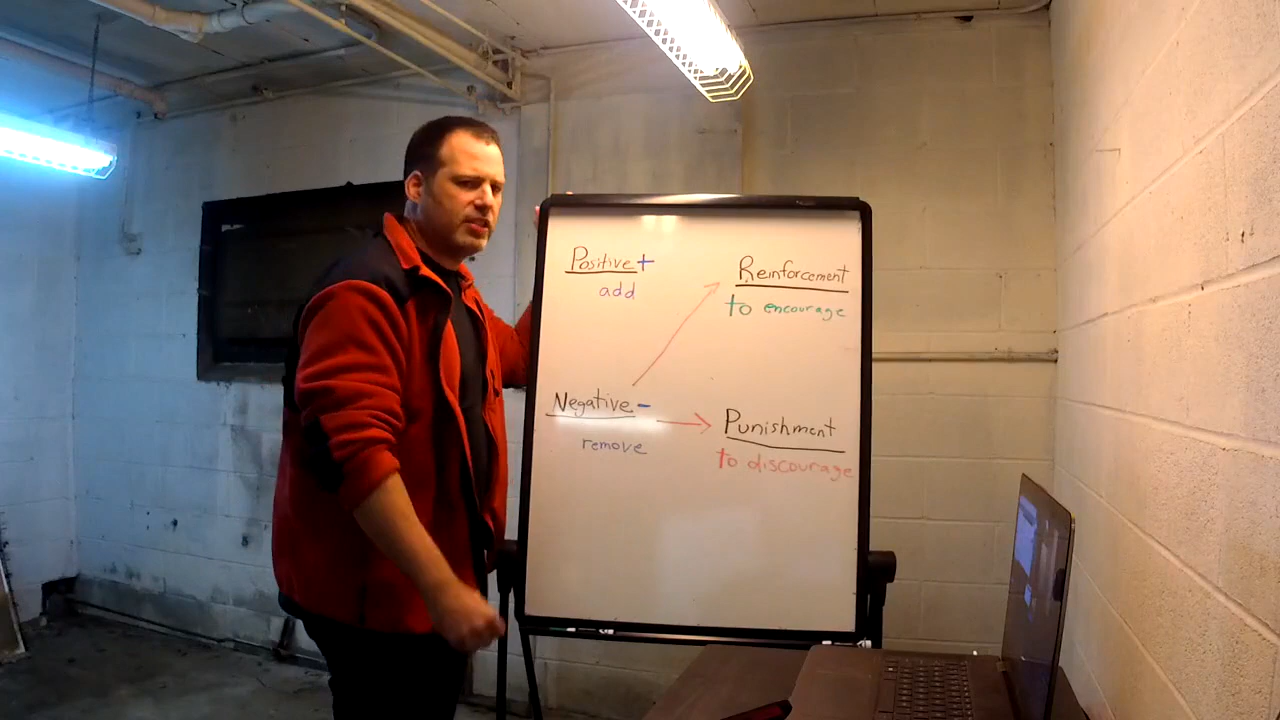 Positive +
add
Reinforcement
to encourage
Negative -
remove
Punishment
to discourage